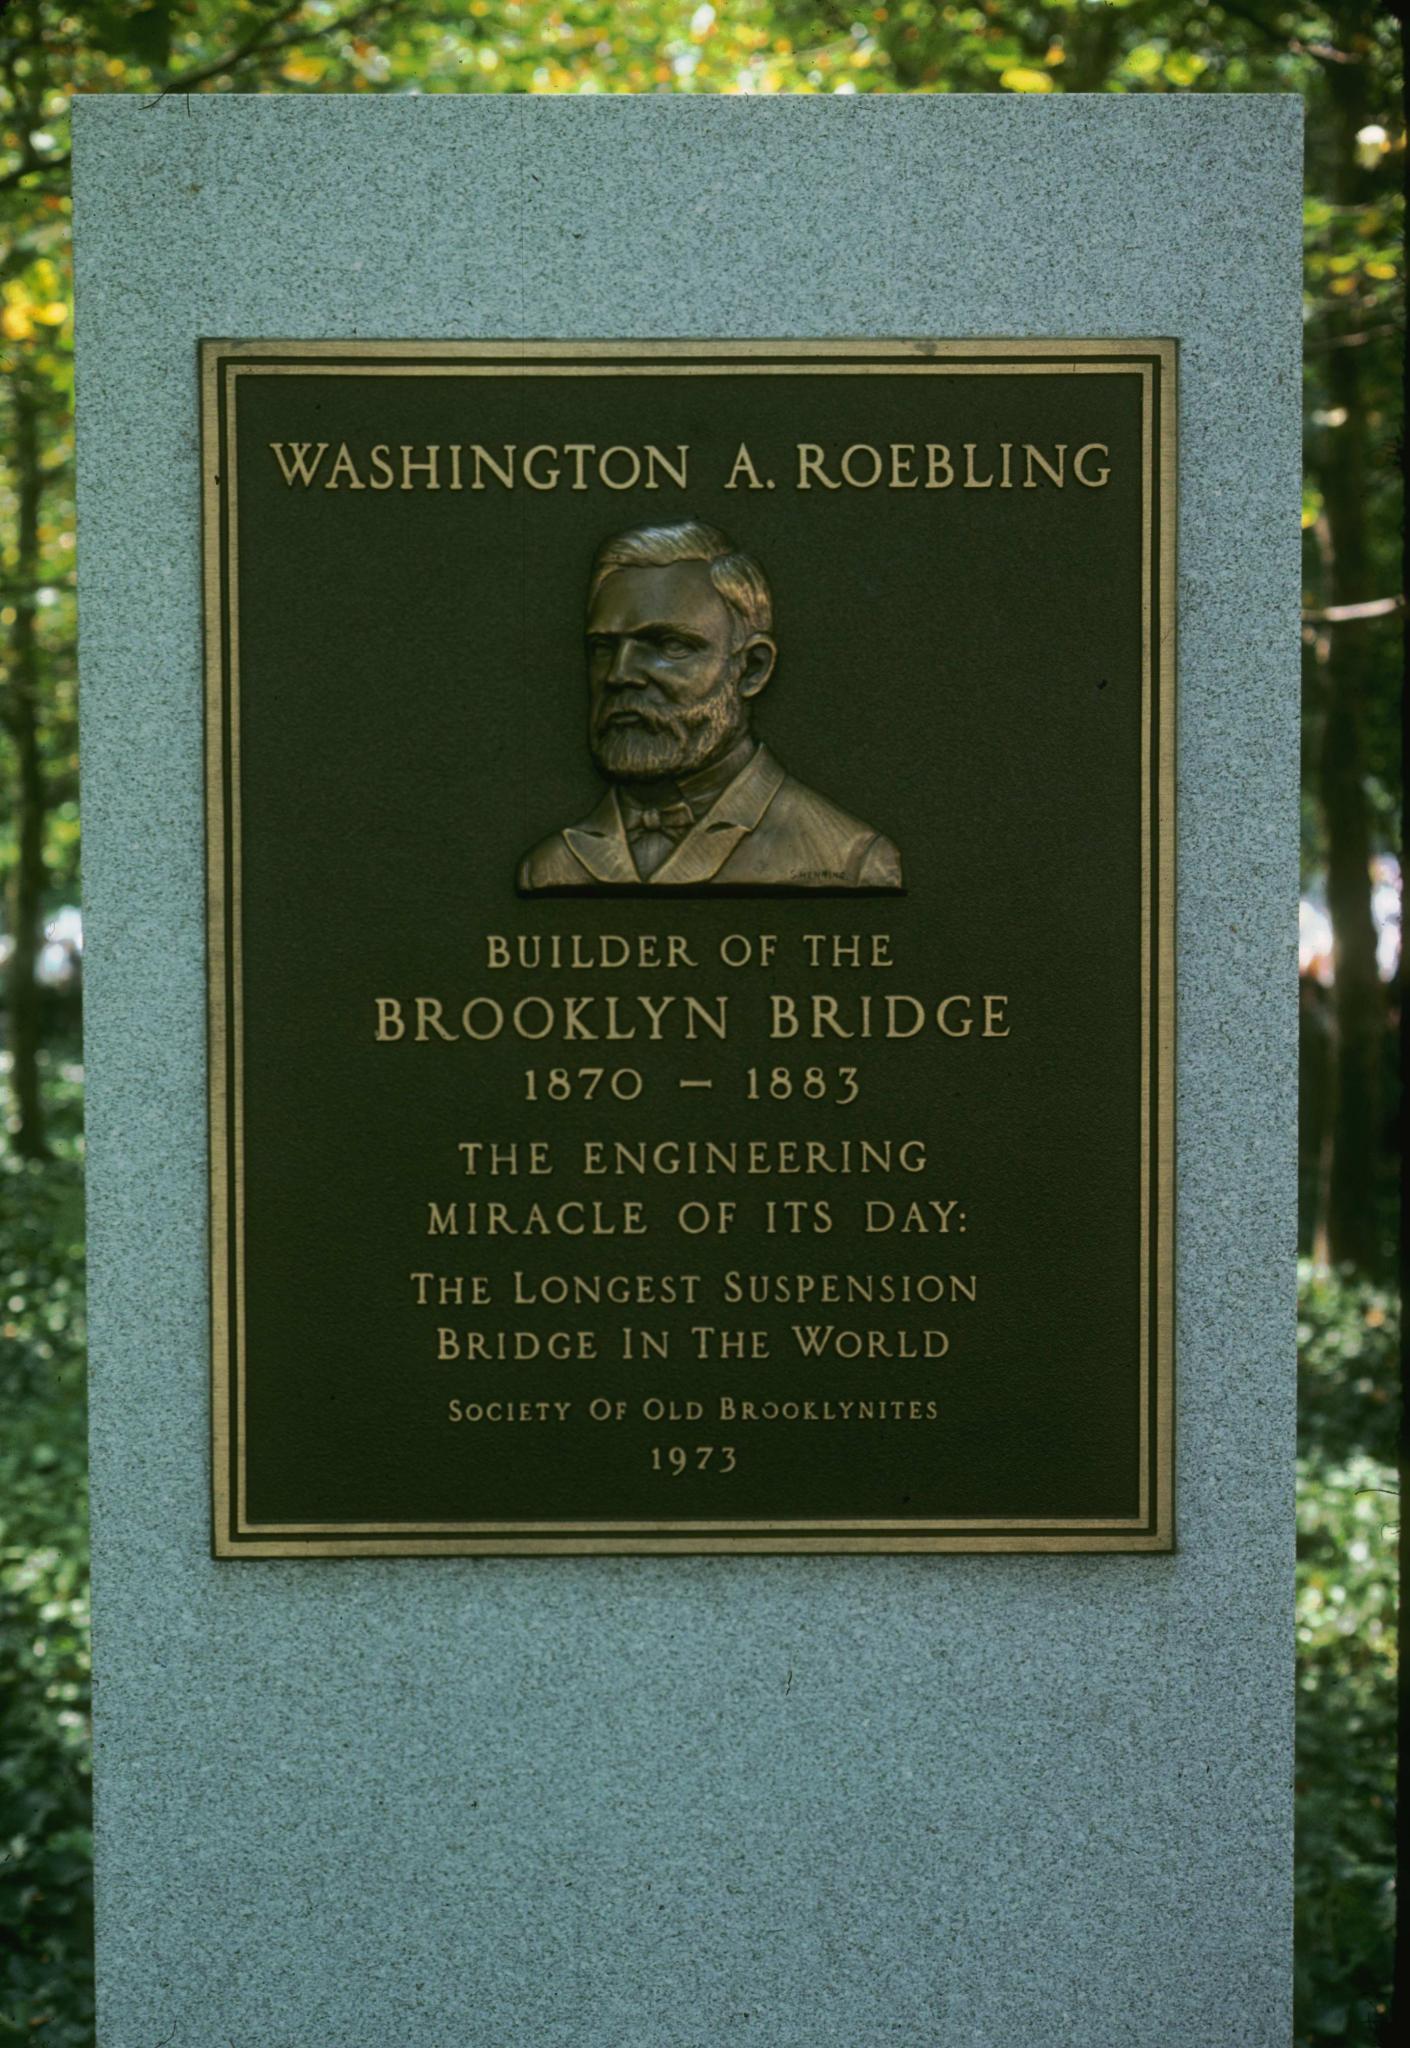 WASHINGTON A. ROEBLING
S. HENNING
BUILDER OF THE
BROOKLYN BRIDGE
1870 – 1883
THE ENGINEERING
MIRACLE OF ITS DAY:
THE LONGEST SUSPENSION
BRIDGE IN THE WORLD
SOCIETY OF OLD BROOKLYNITES
1973